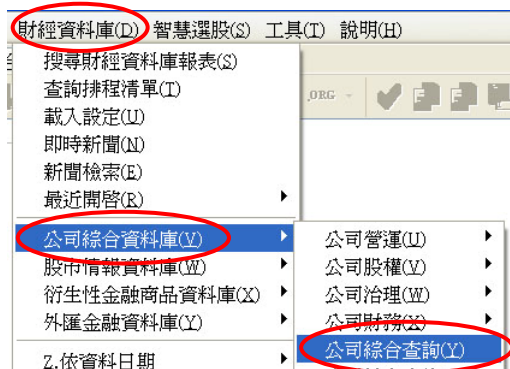 財經資料庫(D) 智慧選股(S) 工具(T) 說明(H)
搜尋財經資料庫報表(S)
查詢排程清單(I)
載入設定(U)
.ORG
即時新聞(N)
新聞檢索(E)
最近開啓(R)
公司綜合資料庫(V)
公司營運(U)
股市情報資料庫(W)
公司股權(V)
衍生性金融商品資料庫(X)
公司治理(W)
外匯金融資料庫(Y)
公司財務(X)
公司綜合查詢(Y)
Z.依資料日期